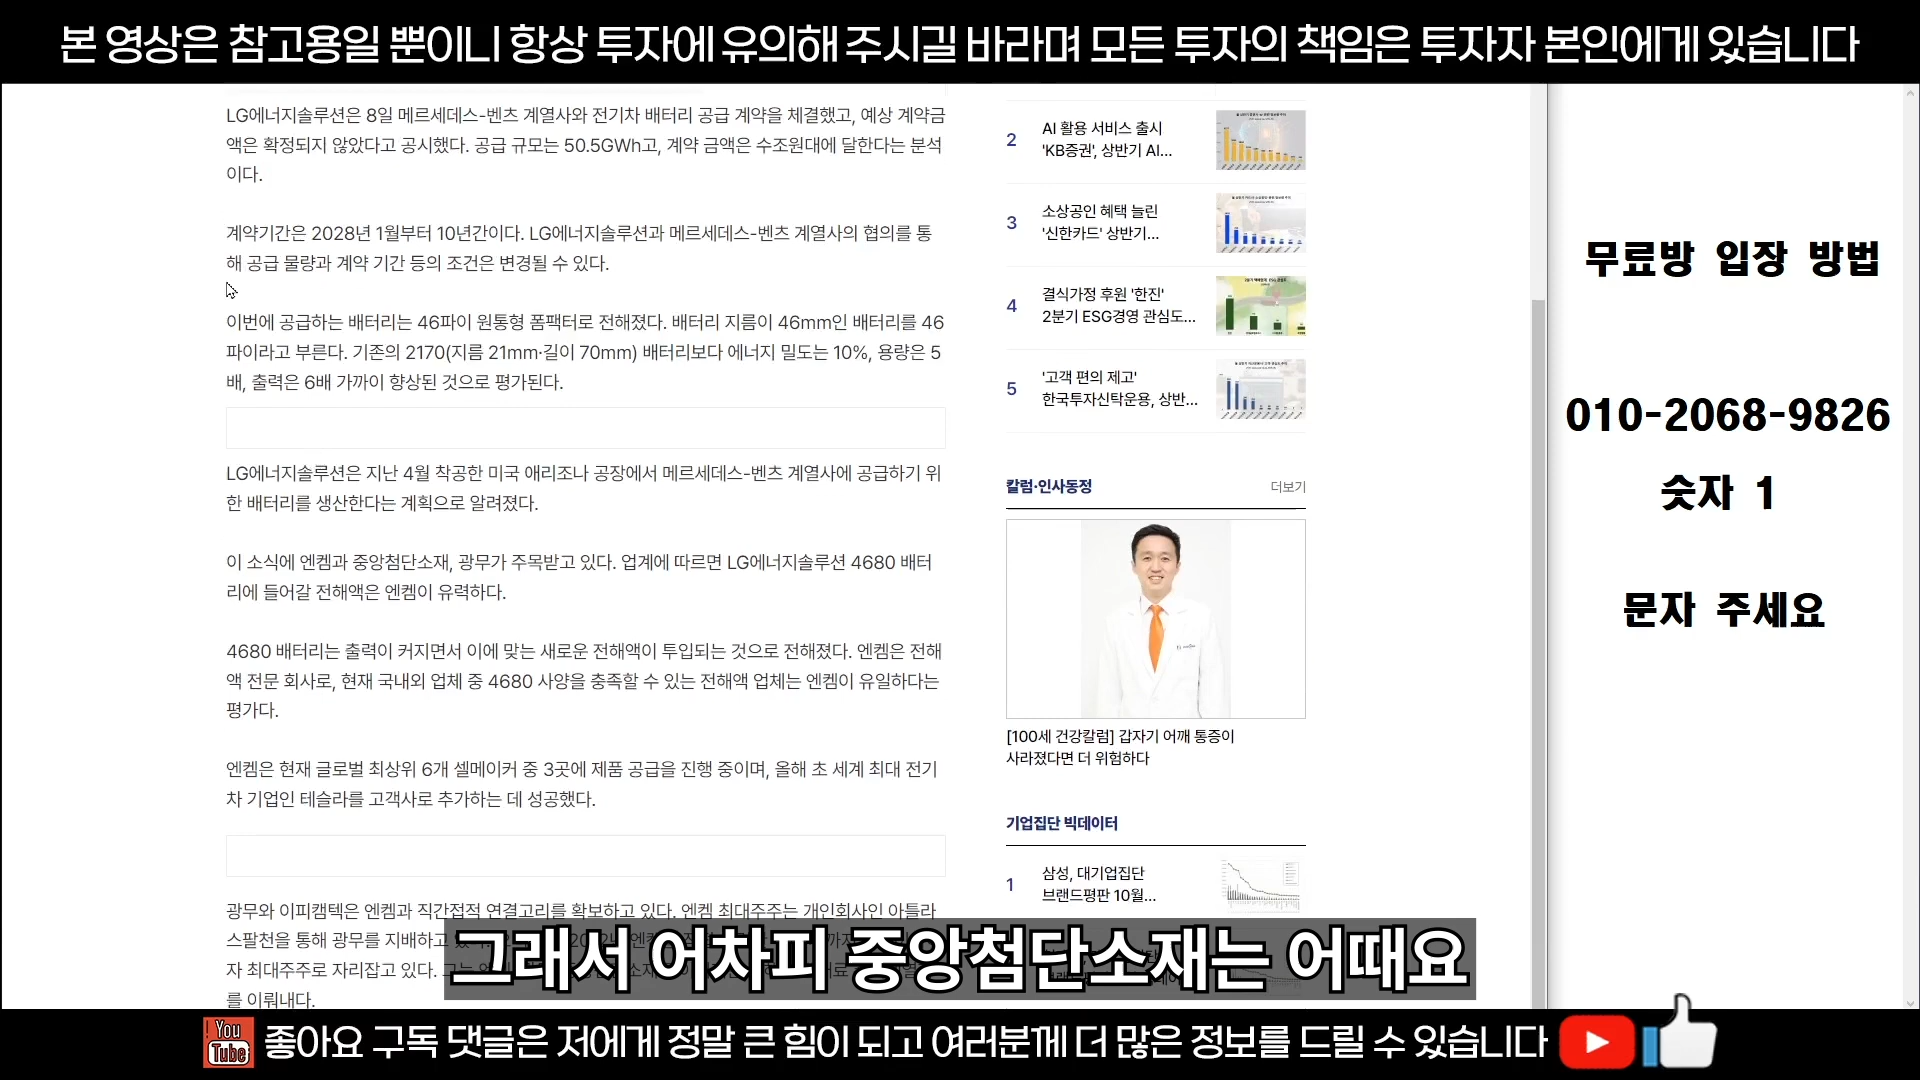 본 영상은 참고용일 뿐이니 항상 투자에 유의해 주시길 바라며 모든 투자의 책임은 투자자 본인에게 있습니다
LG에너지솔루션은 8일 메르세데스-벤츠 계열사와 전기차 배터리 공급 계약을 체결했고, 예상 계약금
액은 확정되지 않았다고 공시했다. 공급 규모는 50.5GWh고, 계약 금액은 수조원대에 달한다는 분석
이다.
계약기간은 2028년 1월부터 10년간이다. LG에너지솔루션과 메르세데스-벤츠 계열사의 협의를 통
해 공급 물량과 계약 기간 등의 조건은 변경될 수 있다.
이번에 공급하는 배터리는 46파이 원통형 폼팩터로 전해졌다. 배터리 지름이 46mm인 배터리를 46
파이라고 부른다. 기존의 2170(지름 21mm·길이 70mm) 배터리보다 에너지 밀도는 10%, 용량은 5
배, 출력은 6배 가까이 향상된 것으로 평가된다.
LG에너지솔루션은 지난 4월 착공한 미국 애리조나 공장에서 메르세데스-벤츠 계열사에 공급하기 위
한 배터리를 생산한다는 계획으로 알려졌다.
이 소식에 엔켐과 중앙첨단소재, 광무가 주목받고 있다. 업계에 따르면 LG에너지솔루션 4680 배터
리에 들어갈 전해액은 엔켐이 유력하다.
4680 배터리는 출력이 커지면서 이에 맞는 새로운 전해액이 투입되는 것으로 전해졌다. 엔켐은 전해
액 전문 회사로, 현재 국내외 업체 중 4680 사양을 충족할 수 있는 전해액 업체는 엔켐이 유일하다는
평가다.
엔켐은 현재 글로벌 최상위 6개 셀메이커 중 3곳에 제품 공급을 진행 중이며, 올해 초 세계 최대 전기
차 기업인 테슬라를 고객사로 추가하는 데 성공했다.
광무와 이피캠텍은 엔켐과 직간접적 연결고리를 확보하고 있다. 엔켐 최대주주는 개인회사인 아틀라
스팔천을 통해 광무를 지배하고
자 최대주주로 자리잡고 있다.
를 이뤄내다.
2
AI 활용 서비스 출시
'KB증권', 상반기 AI...
3
소상공인 혜택 늘린
'신한카드' 상반기...
4
결식가정 후원 '한진'
2분기 ESG경영 관심도...
5
'고객 편의 제고'
한국투자신탁운용, 상반...
칼럼·인사동정 더보기
[100세 건강칼럼] 갑자기 어깨 통증이
사라졌다면 더 위험하다
기업집단 빅데이터
1
삼성, 대기업집단
브랜드평판 10월...
무료방 입장 방법
010-2068-9826
숫자 1
문자 주세요
그래서 어차피 중앙첨단소재는 어때요
You
Tube
좋아요 구독 댓글은 저에게 정말 큰 힘이 되고 여러분께 더 많은 정보를 드릴 수 있습니다